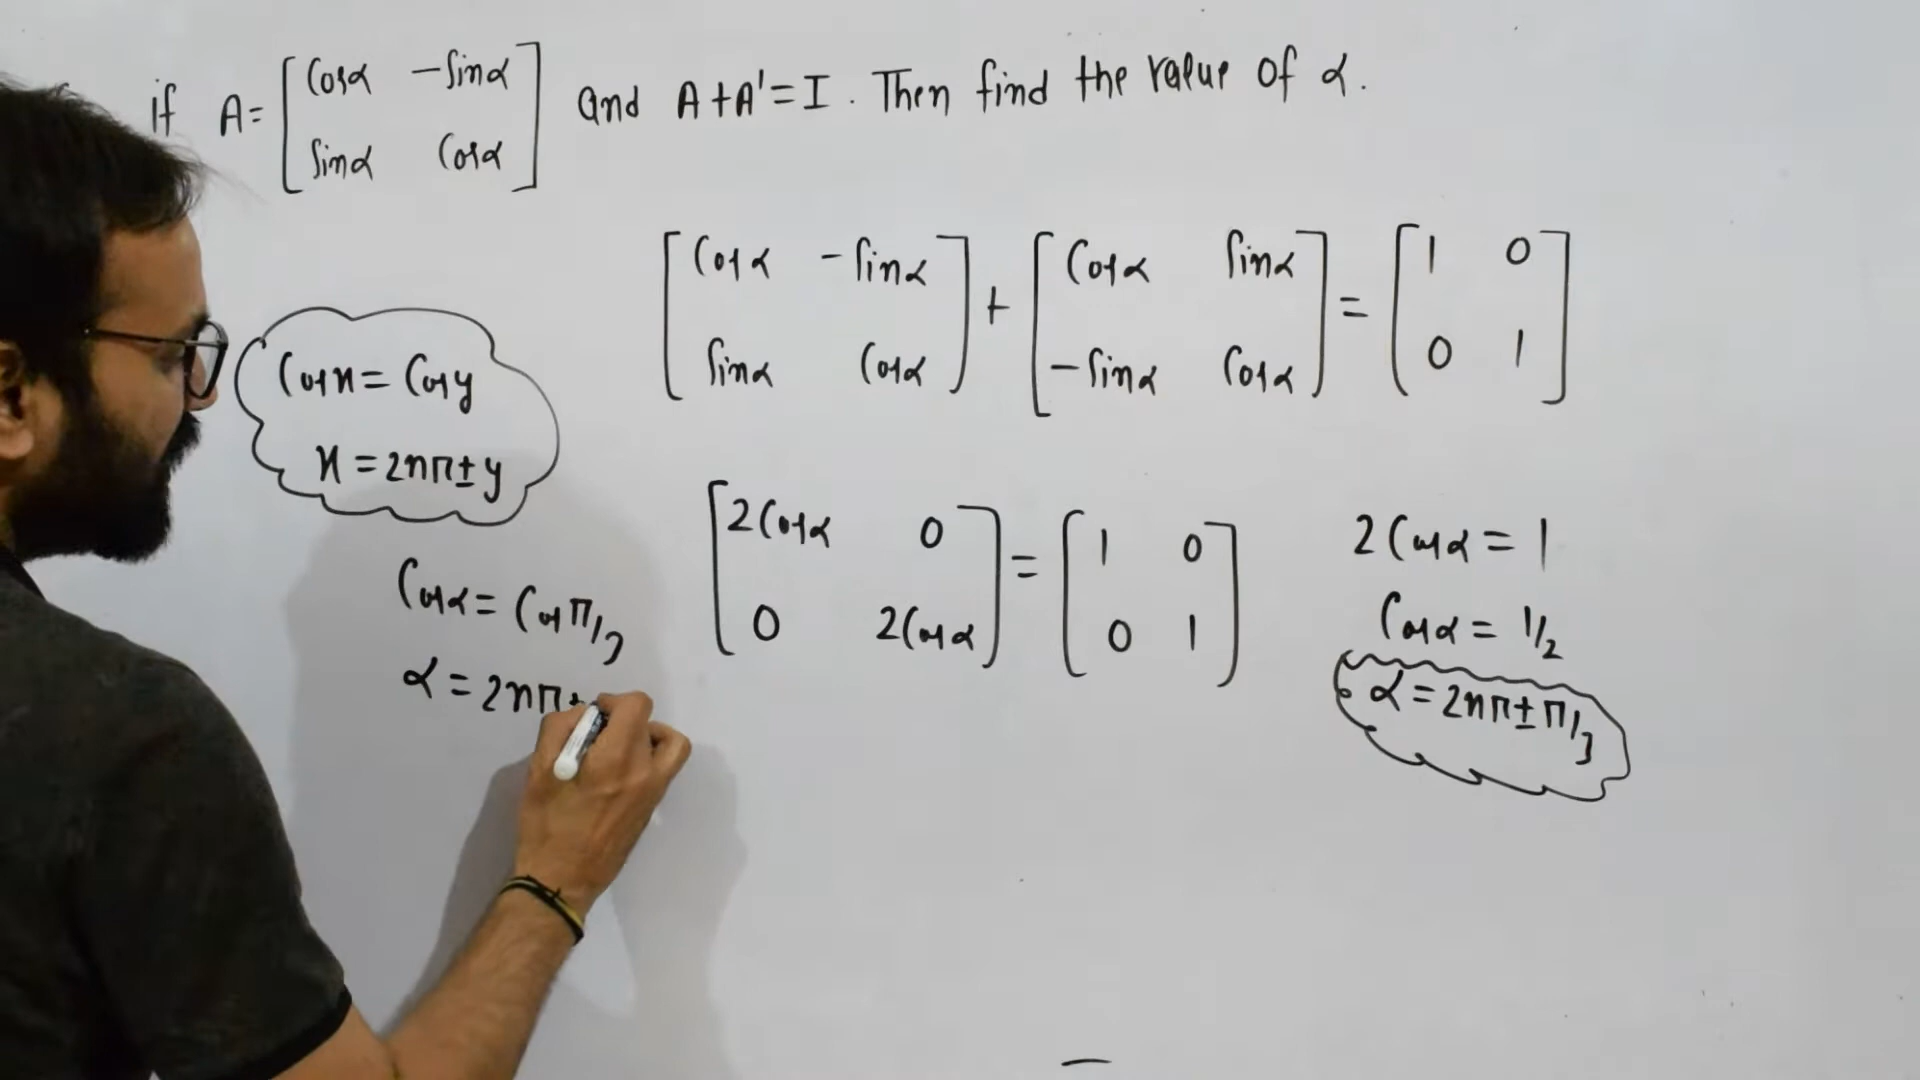 If A = [ Cosα -Sinα ] and A+A' = I. Then find the value of α.
[ Sinα Cosα ]
[ Cosα -Sinα ] + [ Cosα Sinα ] = [ 1 0 ]
[ Sinα Cosα ] [ -Sinα Cosα ] [ 0 1 ]
Cosx = Cosy
x = 2nπ ± y
[ 2Cosα 0 ] = [ 1 0 ]
[ 0 2Cosα ] [ 0 1 ]
2Cosα = 1
Cosα = 1/2
α = 2nπ ± π/3
Cosα = Cosπ/3
α = 2nπ ±